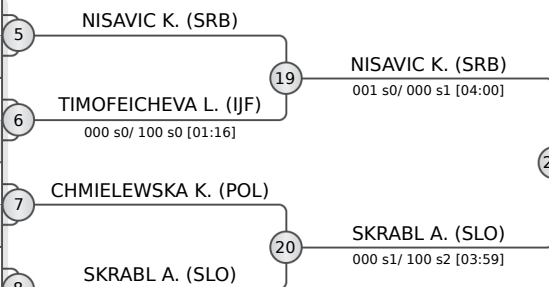 5
NISAVIC K. (SRB)
19
NISAVIC K. (SRB)
001 s0/ 000 s1 [04:00]
6
TIMOFEICHEVA L. (IJF)
000 s0/ 100 s0 [01:16]
7
CHMIELEWSKA K. (POL)
20
SKRABL A. (SLO)
000 s1/ 100 s2 [03:59]
SKRABL A. (SLO)